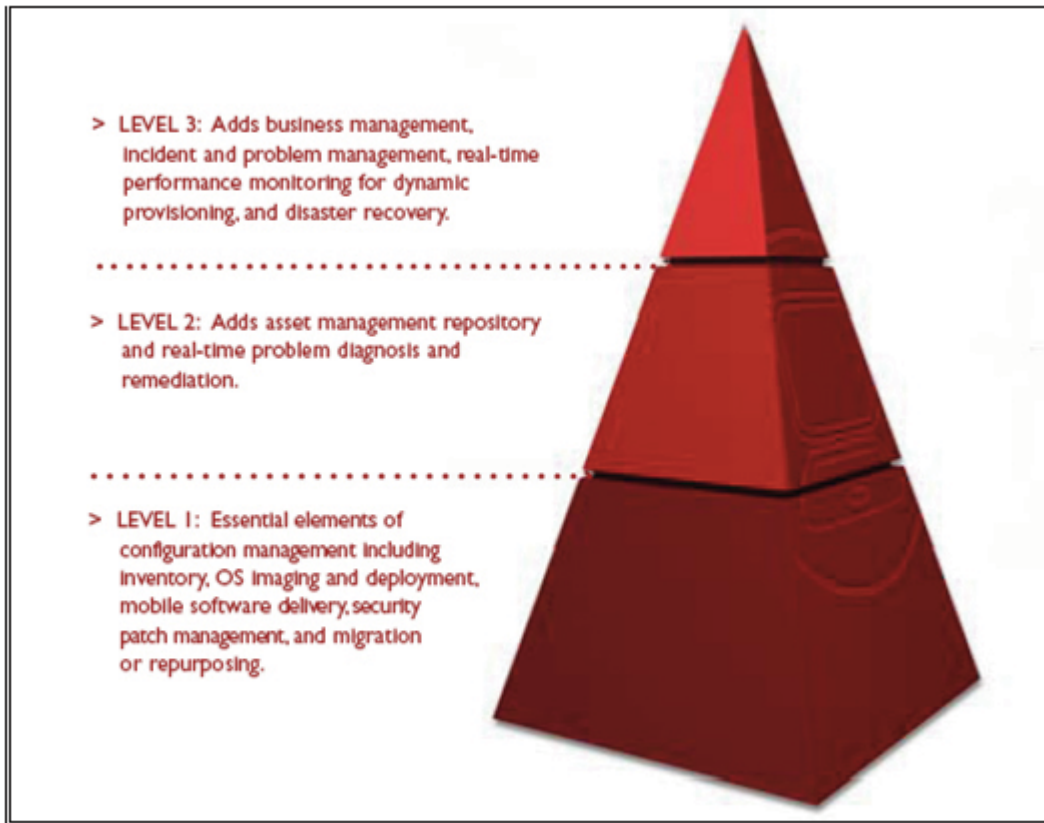 > LEVEL 3: Adds business management,
incident and problem management, real-time
performance monitoring for dynamic
provisioning, and disaster recovery.
> LEVEL 2: Adds asset management repository
and real-time problem diagnosis and
remediation.
> LEVEL 1: Essential elements of
configuration management including
inventory, OS imaging and deployment,
mobile software delivery, security
patch management, and migration
or repurposing.